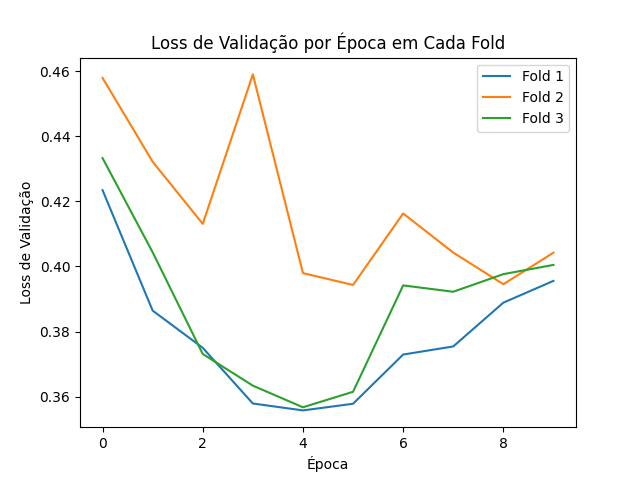 Loss de Validação por Época em Cada Fold
Fold 1
Fold 2
Fold 3
Loss de Validação
0.46
0.44
0.42
0.40
0.38
0.36
0 2 4 6 8
Época